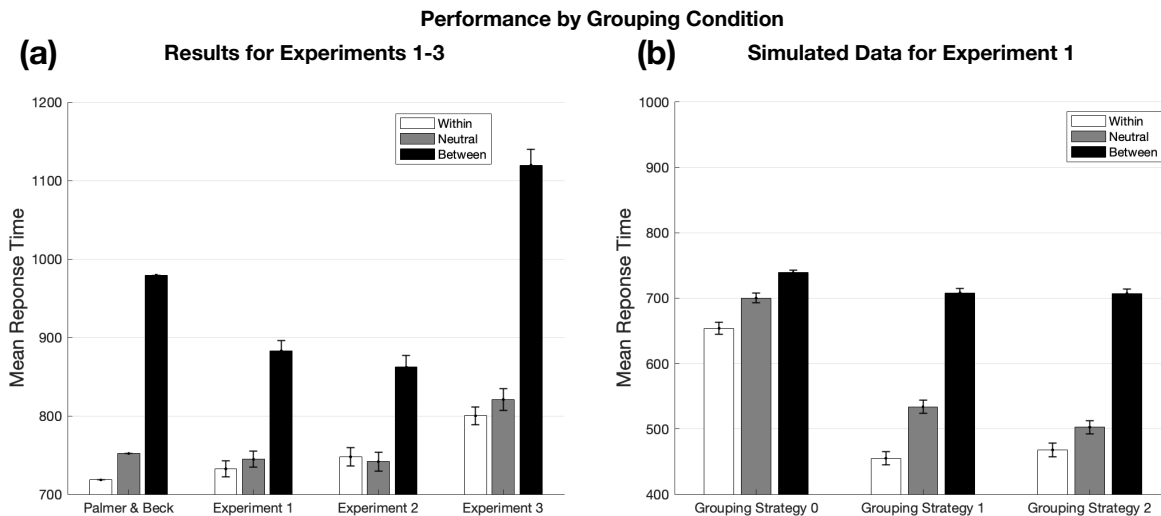 Performance by Grouping Condition
(a) Results for Experiments 1-3
Mean Reponse Time
1200
1100
1000
900
800
700
Within
Neutral
Between
Palmer & Beck Experiment 1 Experiment 2 Experiment 3
(b) Simulated Data for Experiment 1
Mean Reponse Time
1000
900
800
700
600
500
400
Within
Neutral
Between
Grouping Strategy 0 Grouping Strategy 1 Grouping Strategy 2